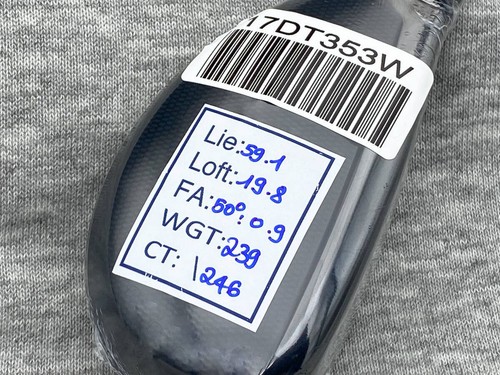 17DT353W
Lie:59.1
Loft:19.8
FA:50°:0.9
WGT:239
CT: \246